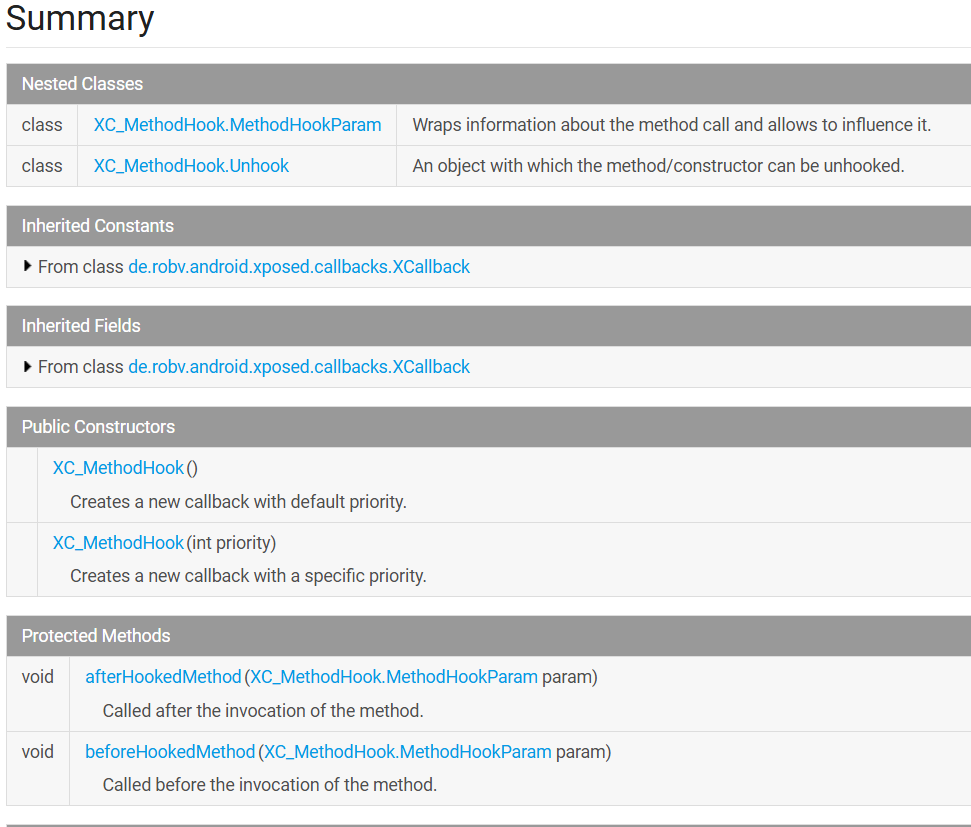 Summary
Nested Classes
class XC_MethodHook.MethodHookParam Wraps information about the method call and allows to influence it.
class XC_MethodHook.Unhook An object with which the method/constructor can be unhooked.
Inherited Constants
From class de.robv.android.xposed.callbacks.XCallback
Inherited Fields
From class de.robv.android.xposed.callbacks.XCallback
Public Constructors
XC_MethodHook()
Creates a new callback with default priority.
XC_MethodHook(int priority)
Creates a new callback with a specific priority.
Protected Methods
void afterHookedMethod(XC_MethodHook.MethodHookParam param)
Called after the invocation of the method.
void beforeHookedMethod(XC_MethodHook.MethodHookParam param)
Called before the invocation of the method.